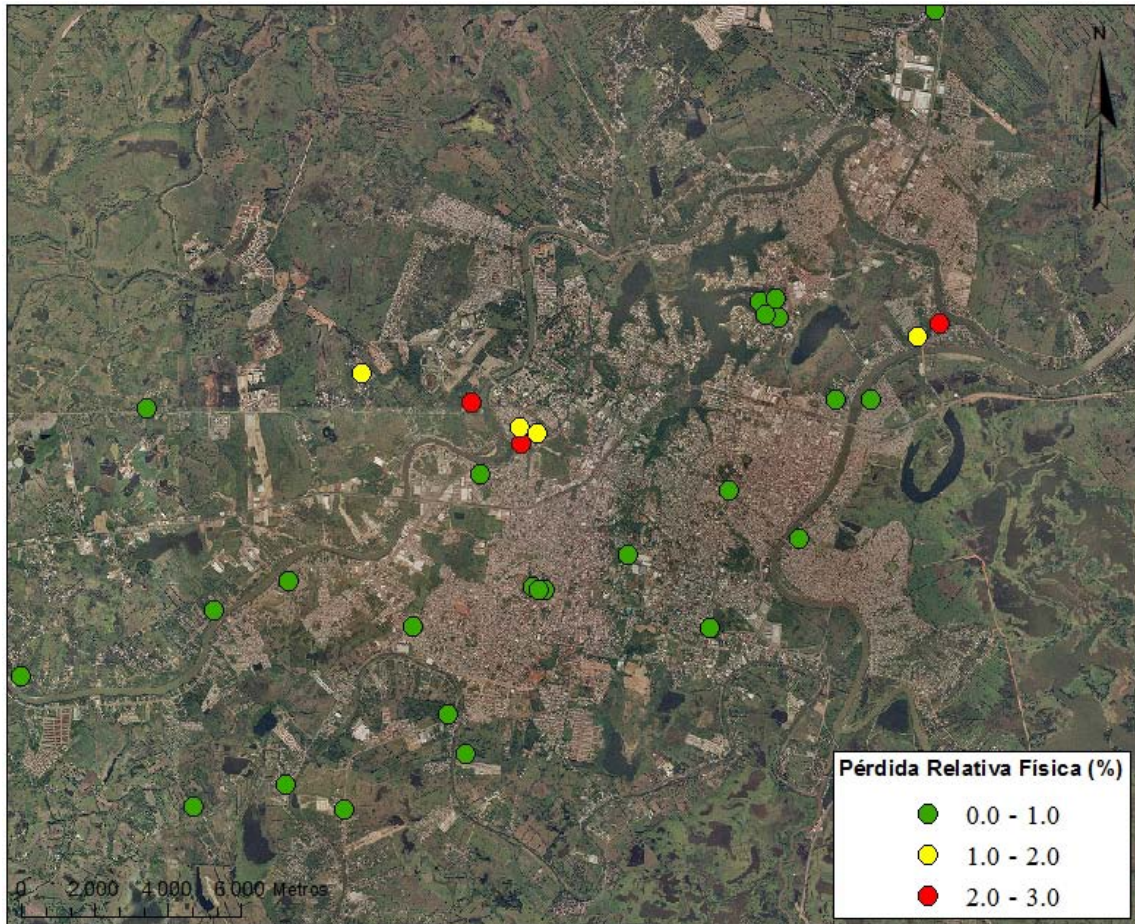 N
Pérdida Relativa Física (%)
0.0 - 1.0
1.0 - 2.0
2.0 - 3.0
0 2,000 4,000 6,000 Metros